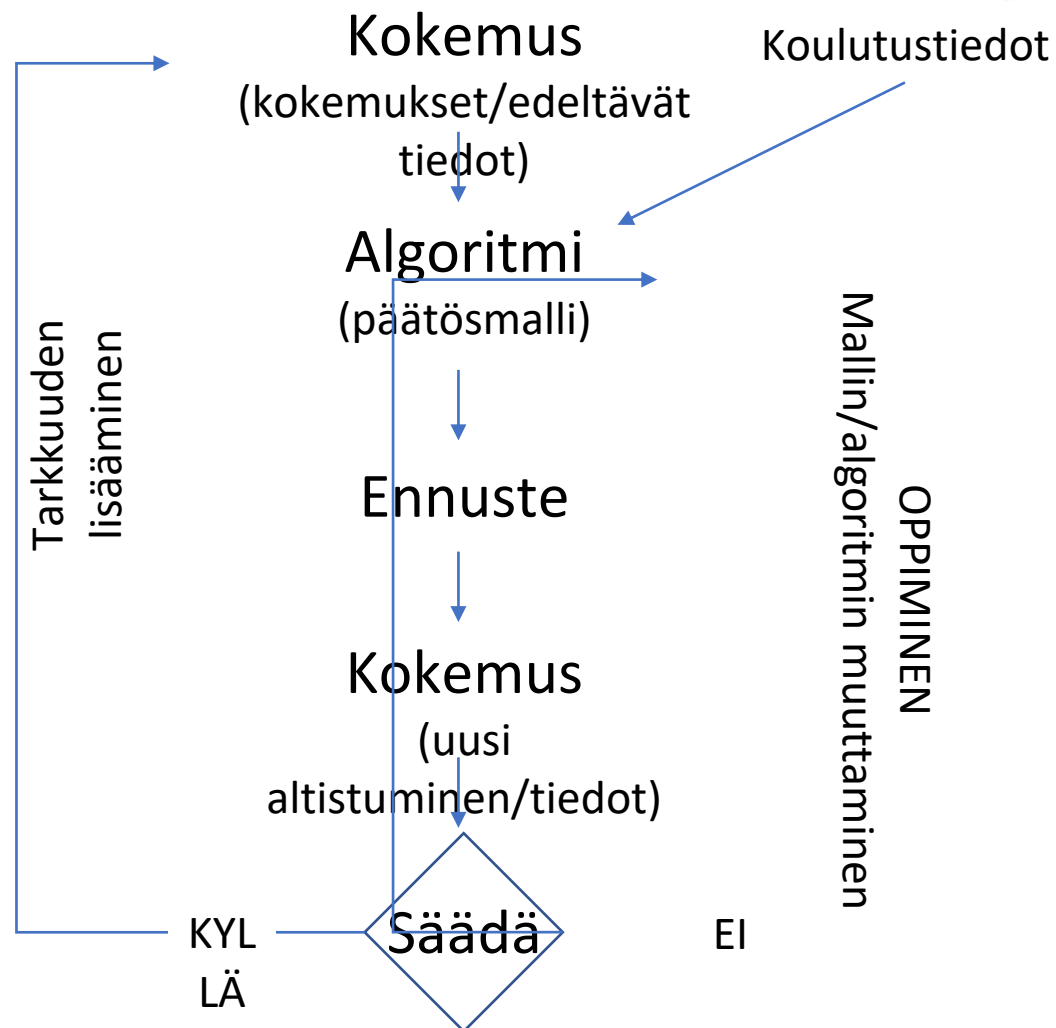 Kokemus
(kokemukset/edeltävät
tiedot)
Koulutustiedot
Algoritmi
(päätösmalli)
Tarkkuuden
lisääminen
OPPIMINEN
Mallin/algoritmin muuttaminen
Ennuste
Kokemus
(uusi
altistuminen/tiedot)
KYL
LÄ
Säädä
EI